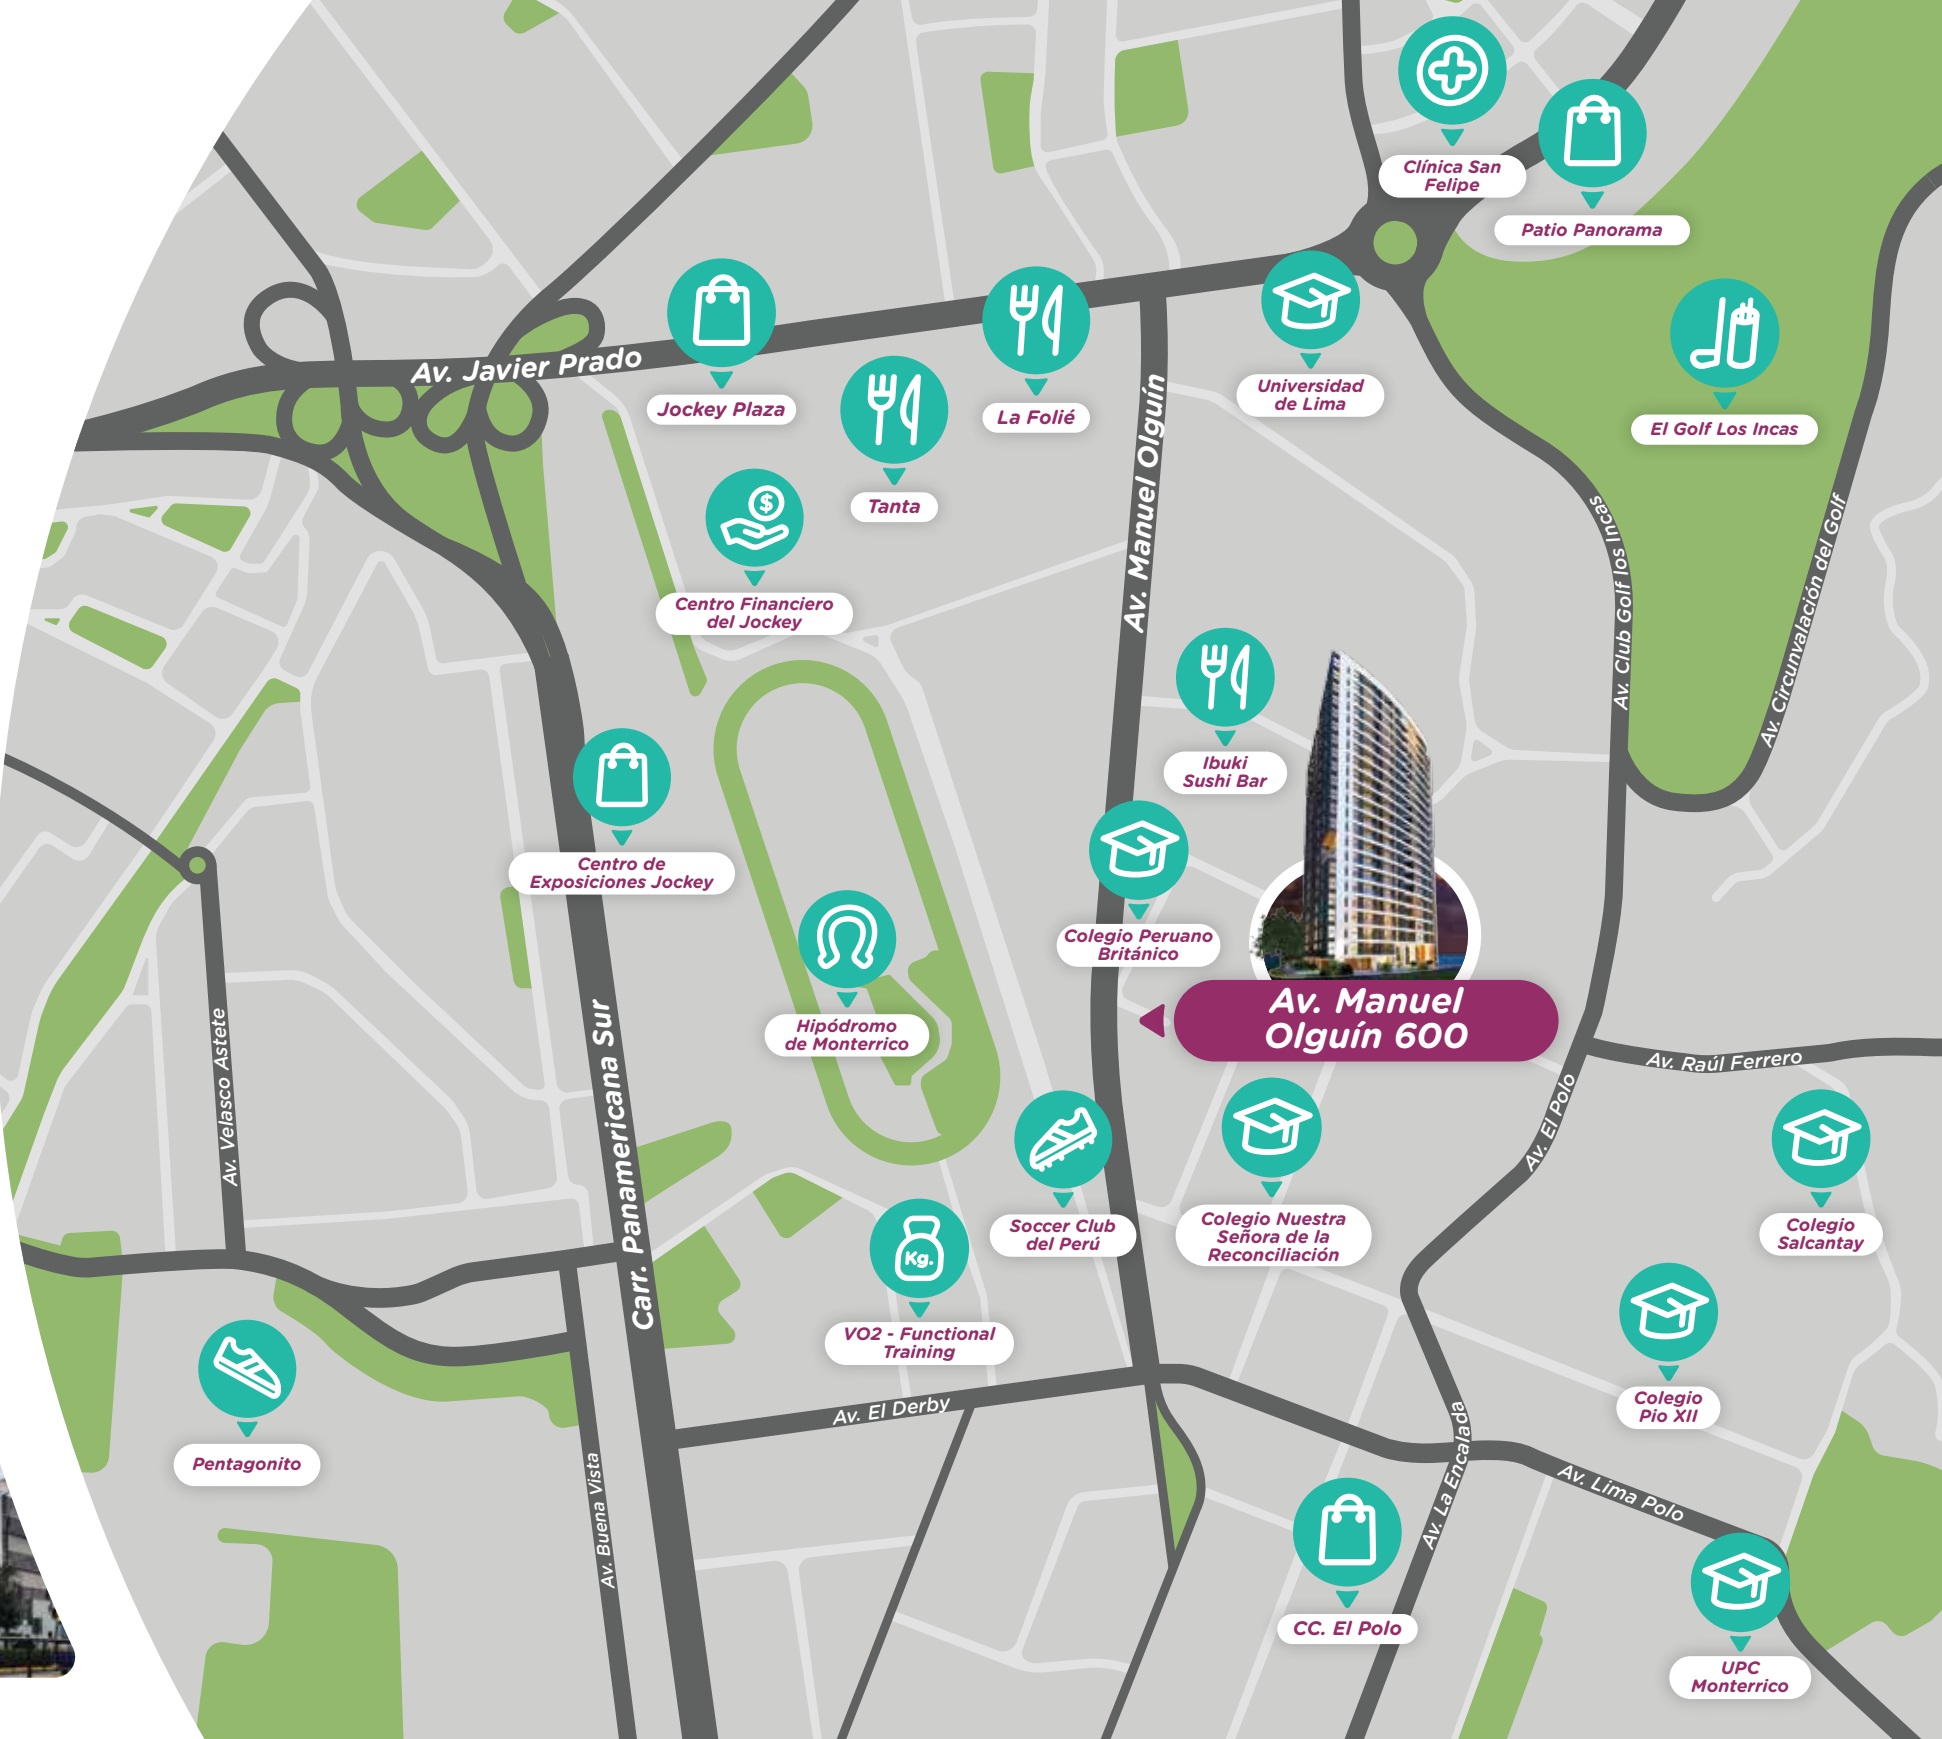 Clínica San
Felipe
Patio Panorama
Av. Javier Prado
Jockey Plaza
La Folié
Universidad
de Lima
El Golf Los Incas
Tanta
Av. Manuel Olguín
Centro Financiero
del Jockey
$
Av. Club Golf los Incas
Av. Circunvalación del Golf
Ibuki
Sushi Bar
Centro de
Exposiciones Jockey
Colegio Peruano
Británico
Hipódromo
de Monterrico
Av. Manuel
Olguín 600
Av. Velasco Astete
Carr. Panamericana Sur
Av. Raúl Ferrero
Av. El Polo
Soccer Club
del Perú
Colegio Nuestra
Señora de la
Reconciliación
Colegio
Salcantay
Kg.
VO2 - Functional
Training
Colegio
Pio XII
Pentagonito
Av. El Derby
Av. Buena Vista
Av. La Encalada
Av. Lima Polo
CC. El Polo
UPC
Monterrico